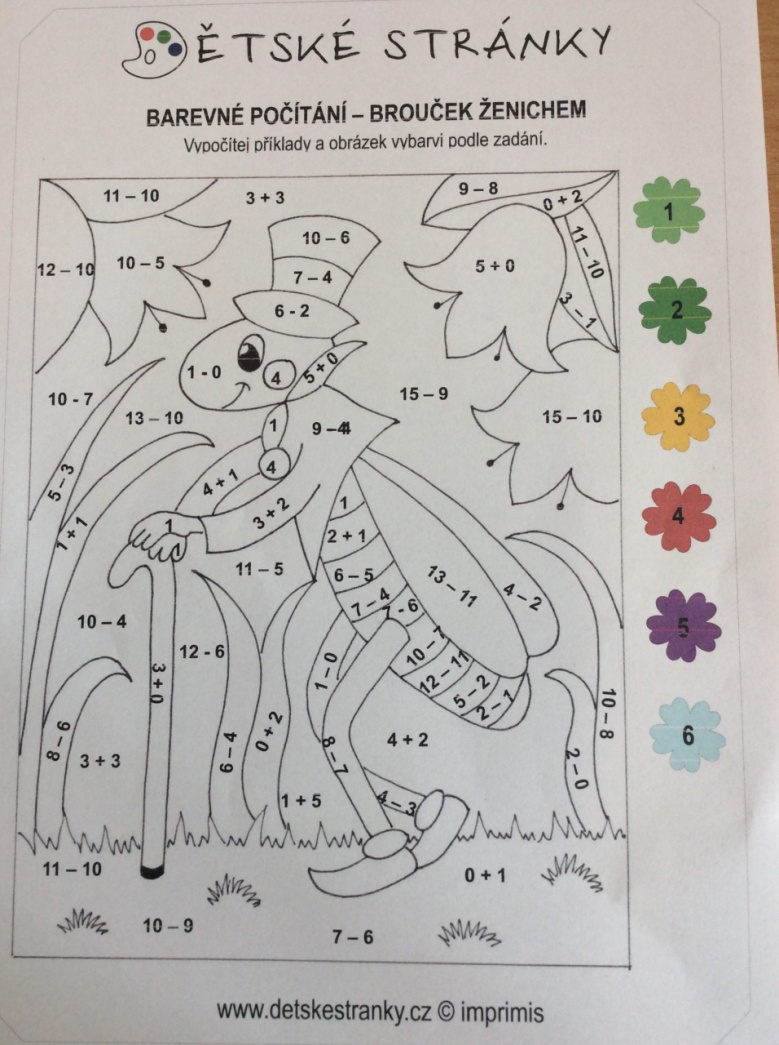 DĚTSKÉ STRÁNKY
BAREVNÉ POČÍTÁNÍ – BROUČEK ŽENICHEM
Vypočítej příklady a obrázek vybarvi podle zadání.
11 – 10
3 + 3
9 – 8
0 + 2
1
10 – 6
11 – 10
12 – 10
10 – 5
7 – 4
5 + 0
6 - 2
3 – 1
2
1 - 0
4
5 + 0
10 - 7
13 – 10
15 – 9
15 – 10
3
1
9 – 4
4
5 – 3
4 + 1
1 + 1
1
3 + 2
1
2 + 1
4
11 – 5
6 – 5
13 – 11
4 – 2
7 – 4
7 - 6
10 – 4
12 - 6
10 – 7
12 – 11
5 – 2
2 – 1
5
3 + 0
1 – 0
10 – 8
8 – 6
3 + 3
6 – 4
0 + 2
8 – 7
4 + 2
2 – 0
6
1 + 5
4 – 3
11 – 10
0 + 1
10 – 9
7 – 6
www.detskestranky.cz © imprimis